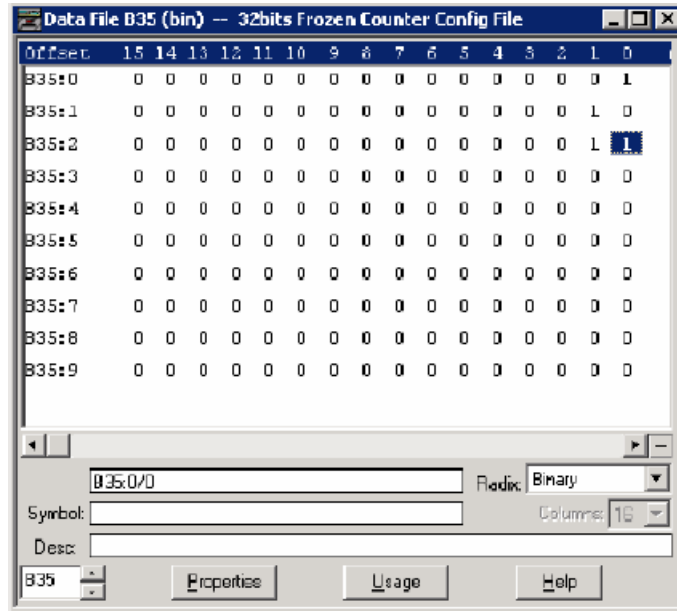 Data File B35 (bin) -- 32bits Frozen Counter Config File
Offset 15 14 13 12 11 10 9 8 7 6 5 4 3 2 1 0
B35:0 0 0 0 0 0 0 0 0 0 0 0 0 0 0 0 1
B35:1 0 0 0 0 0 0 0 0 0 0 0 0 0 0 1 0
B35:2 0 0 0 0 0 0 0 0 0 0 0 0 0 0 1 1
B35:3 0 0 0 0 0 0 0 0 0 0 0 0 0 0 0 0
B35:4 0 0 0 0 0 0 0 0 0 0 0 0 0 0 0 0
B35:5 0 0 0 0 0 0 0 0 0 0 0 0 0 0 0 0
B35:6 0 0 0 0 0 0 0 0 0 0 0 0 0 0 0 0
B35:7 0 0 0 0 0 0 0 0 0 0 0 0 0 0 0 0
B35:8 0 0 0 0 0 0 0 0 0 0 0 0 0 0 0 0
B35:9 0 0 0 0 0 0 0 0 0 0 0 0 0 0 0 0
B35:0/0 Radix: Binary
Symbol: Columns: 16
Desc:
B35 Properties Usage Help